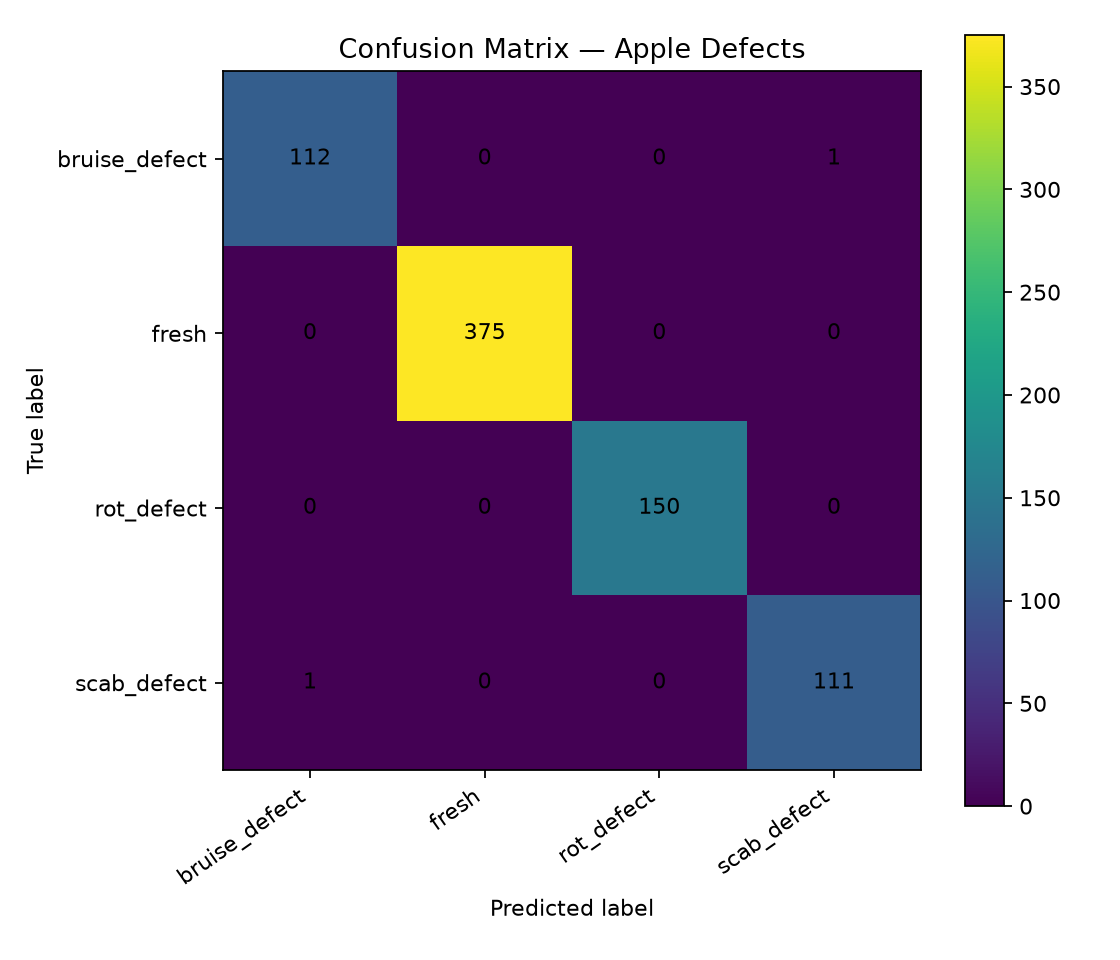 Confusion Matrix — Apple Defects
350
bruise_defect 112 0 0 1
300
250
fresh 0 375 0 0
200
True label
150
rot_defect 0 0 150 0
100
scab_defect 1 0 0 111
50
0
bruise_defect fresh rot_defect scab_defect
Predicted label